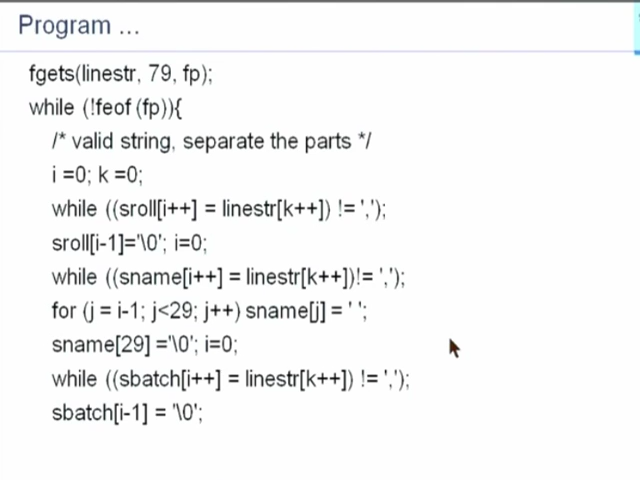 Program ...
fgets(linestr, 79, fp);
while (!feof (fp)){
/* valid string, separate the parts */
i =0; k =0;
while ((sroll[i++] = linestr[k++]) != ',');
sroll[i-1]='\0'; i=0;
while ((sname[i++] = linestr[k++])!= ',');
for (j = i-1; j<29; j++) sname[j] = ' ';
sname[29] ='\0'; i=0;
while ((sbatch[i++] = linestr[k++]) != ',');
sbatch[i-1] = '\0';